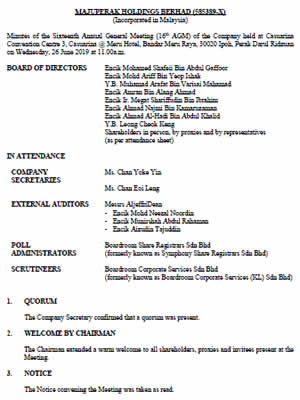 MAJUPERAK HOLDINGS BERHAD (585389-X)
(Incorporated in Malaysia)
Minutes of the Sixteenth Annual General Meeting (16th AGM) of the Company held at Casuarina
Convention Centre 3, Casuarina @ Meru Hotel, Bandar Meru Raya, 30020 Ipoh, Perak Darul Ridzuan
on Wednesday, 26 June 2019 at 11.00a.m.
BOARD OF DIRECTORS Encik Mohamed Shafeii Bin Abdul Gaffoor
Encik Mohd Ariff Bin Yeop Ishak
Y.B. Muhamad Arafat Bin Varisai Mahamad
Encik Amran Bin Alang Ahmad
Encik Ir. Megat Shariffudin Bin Ibrahim
Encik Ahmad Najmi Bin Kamaruzaman
Encik Ahmad Al-Hadi Bin Abdul Khalid
Y.B. Leong Cheok Keng
Shareholders in person, by proxies and by representatives
(as per attendance sheet)
IN ATTENDANCE
COMPANY Ms. Chan Yoke Yin
SECRETARIES
Ms. Chan Eoi Leng
EXTERNAL AUDITORS Messrs AljeffriDean
- Encik Mohd Neezal Noordin
- Encik Munirshah Abdul Rahaman
- Encik Airudin Tajuddin
POLL Boardroom Share Registrars Sdn Bhd
ADMINISTRATORS (formerly known as Symphony Share Registrars Sdn Bhd)
SCRUTINEERS Boardroom Corporate Services Sdn Bhd
(formerly known as Boardroom Corporate Services (KL) Sdn Bhd)
1. QUORUM
The Company Secretary confirmed that a quorum was present.
2. WELCOME BY CHAIRMAN
The Chairman extended a warm welcome to all shareholders, proxies and invitees present at the
Meeting.
3. NOTICE
The Notice convening the Meeting was taken as read.